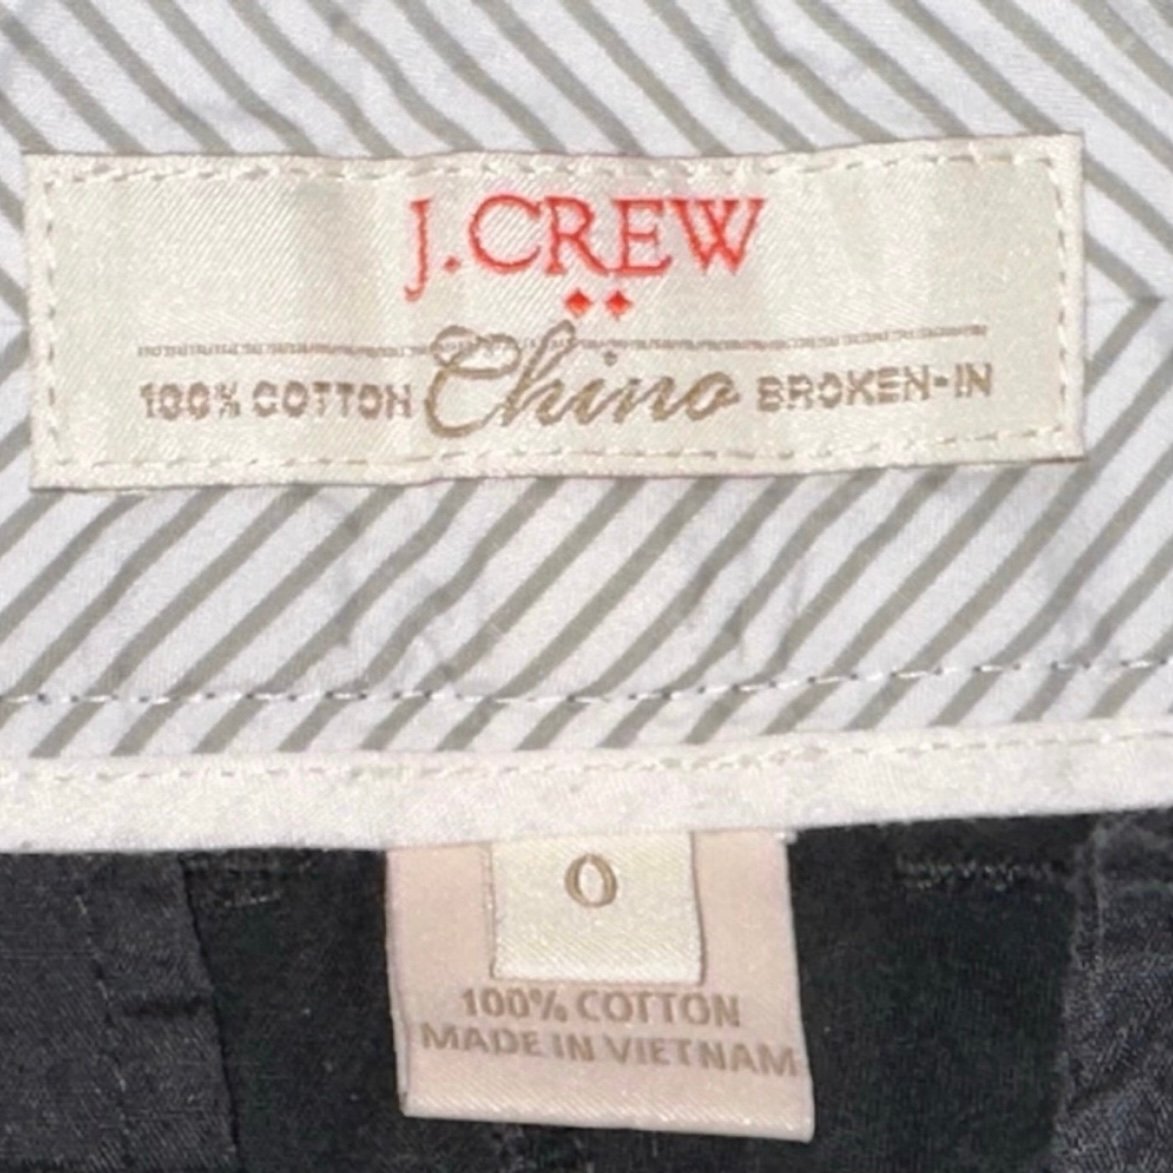 J.CREW
100% COTTON Chino BROKEN-IN
0
100% COTTON
MADE IN VIETNAM